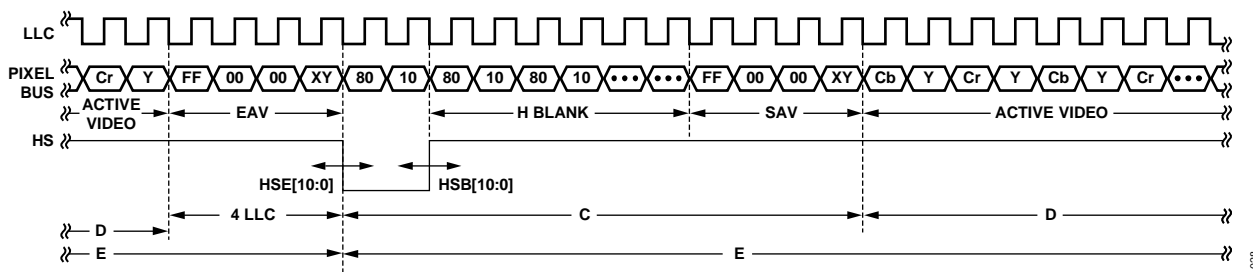 LLC
PIXEL BUS Cr Y FF 00 00 XY 80 10 80 10 80 10 ••• ••• FF 00 00 XY Cb Y Cr Y Cb Y Cr •••
ACTIVE VIDEO EAV H BLANK SAV ACTIVE VIDEO
HS
HSE[10:0] HSB[10:0]
4 LLC C D
D
E E